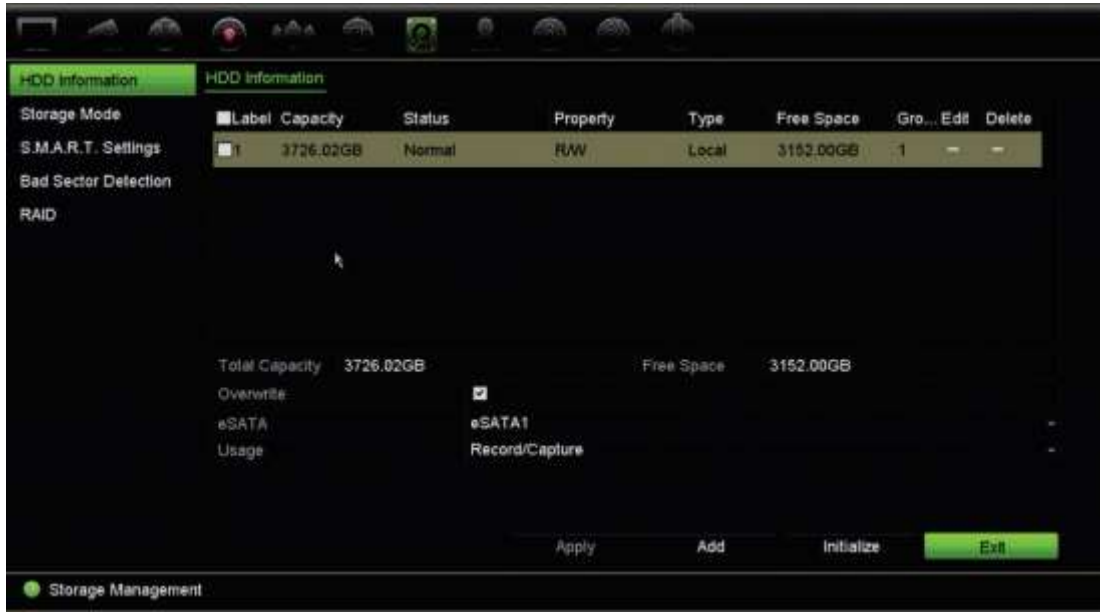 HDD Information
Storage Mode
S.M.A.R.T. Settings
Bad Sector Detection
RAID
HDD Information
Label Capacity Status Property Type Free Space Gro... Edit Delete
1 3726.02GB Normal R/W Local 3152.00GB 1 – –
Total Capacity 3726.02GB Free Space 3152.00GB
Overwrite
eSATA eSATA1
Usage Record/Capture
Apply Add Initialize Exit
Storage Management